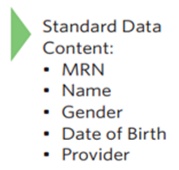 Standard Data
Content:
• MRN
• Name
• Gender
• Date of Birth
• Provider